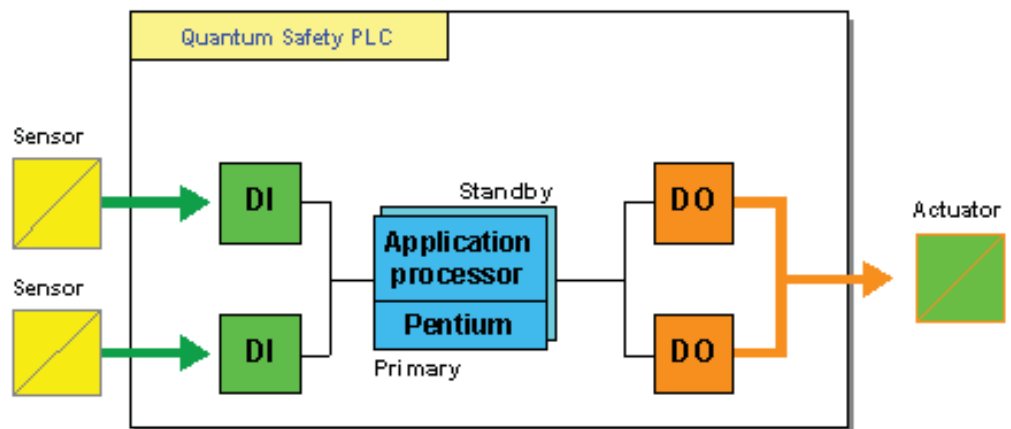 Quantum Safety PLC
Sensor
DI
Standby
DO
Actuator
Application
processor
Sensor
DI
Pentium
DO
Primary